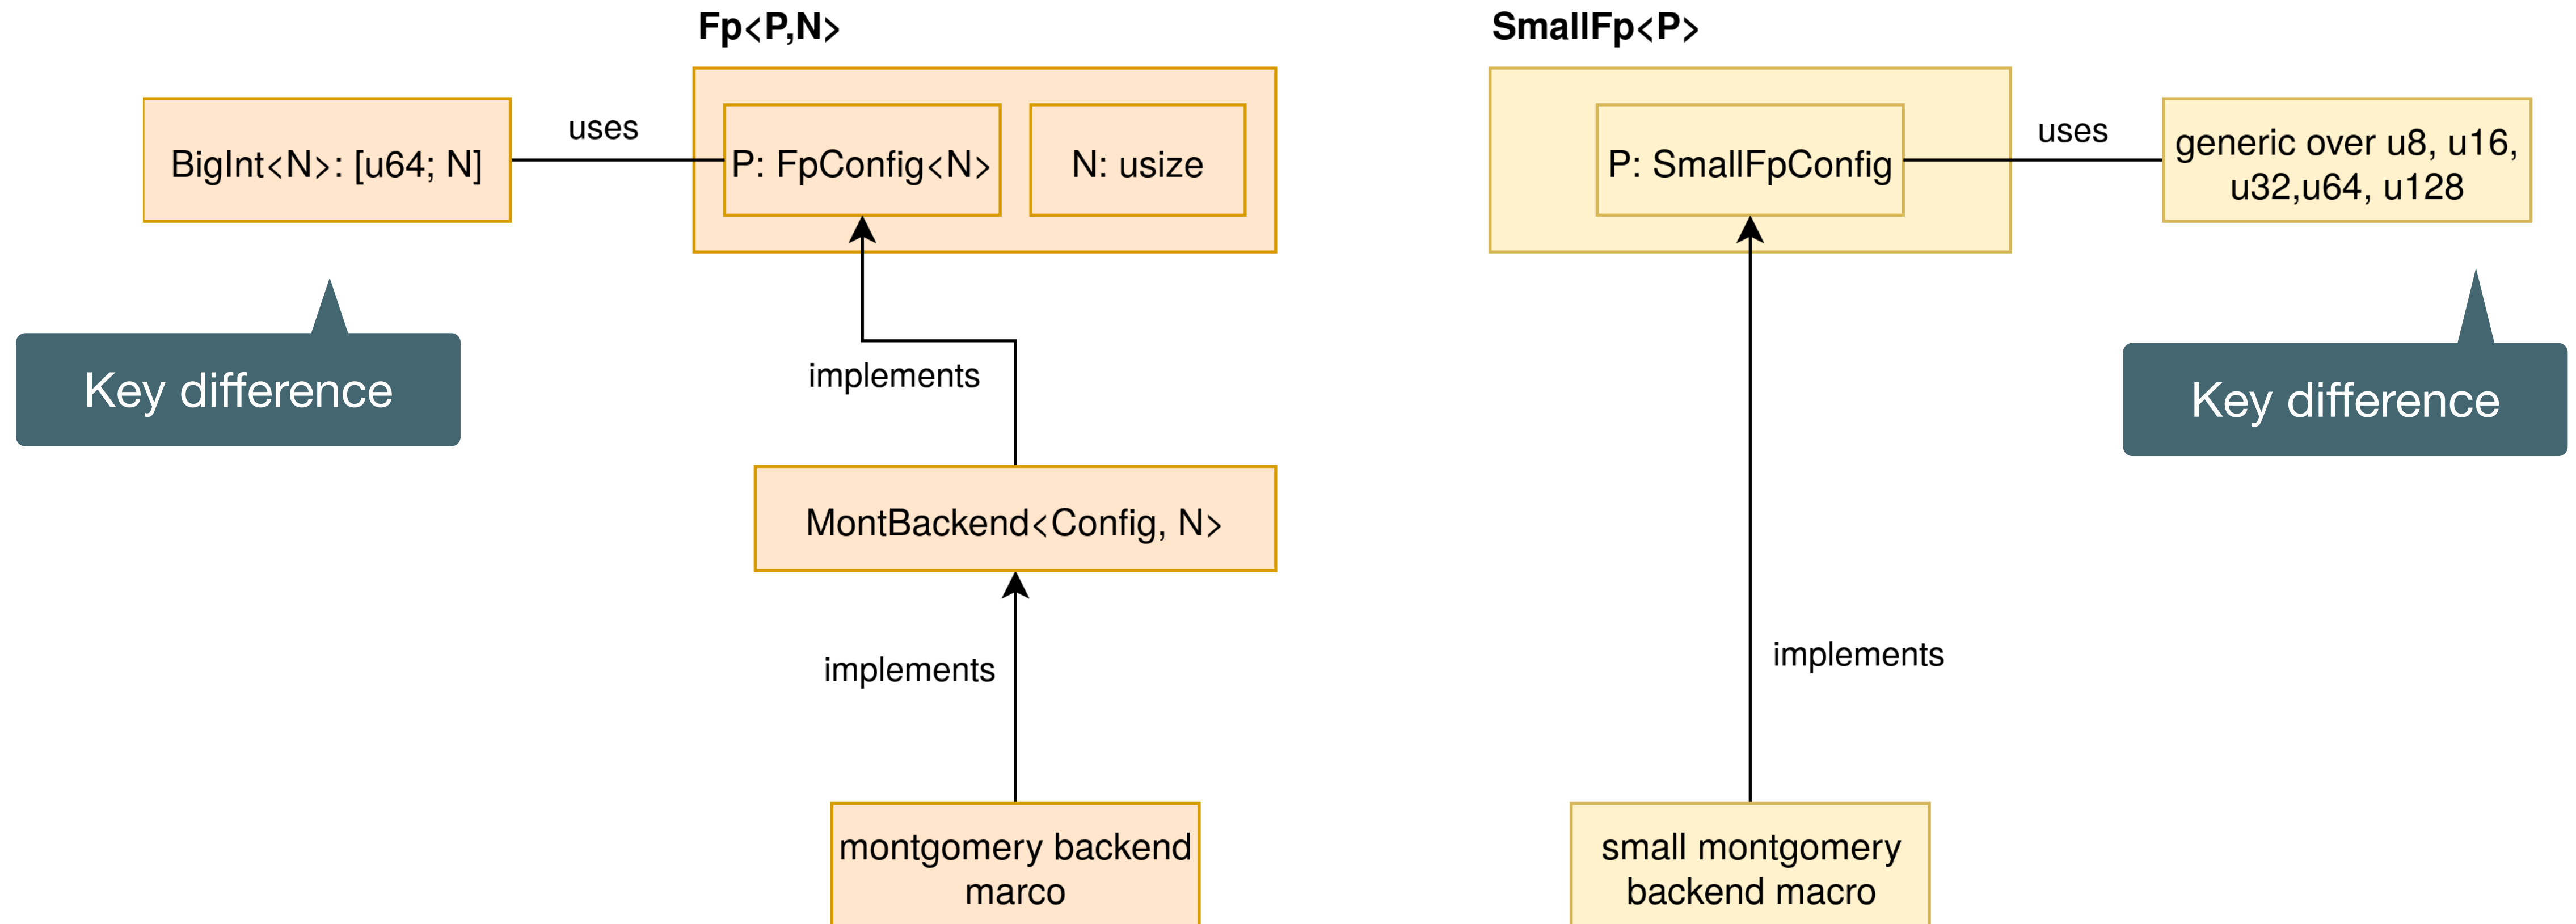 Fp<P,N>
SmallFp<P>
BigInt<N>: [u64; N]
uses
P: FpConfig<N>
N: usize
P: SmallFpConfig
uses
generic over u8, u16,
u32,u64, u128
Key difference
implements
Key difference
MontBackend<Config, N>
implements
implements
montgomery backend
marco
small montgomery
backend macro